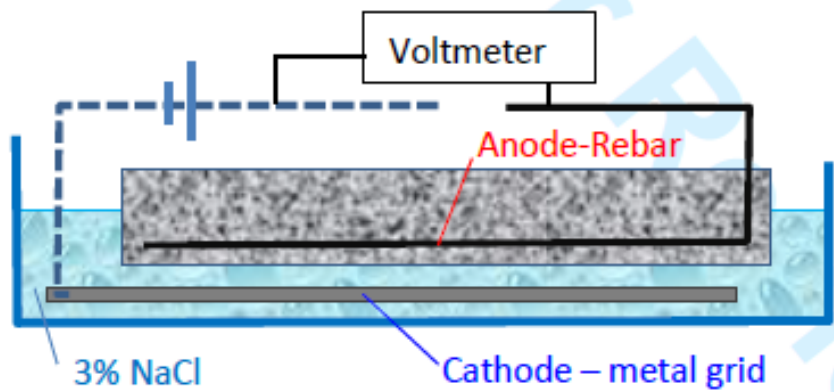 Voltmeter
Anode-Rebar
3% NaCl
Cathode – metal grid